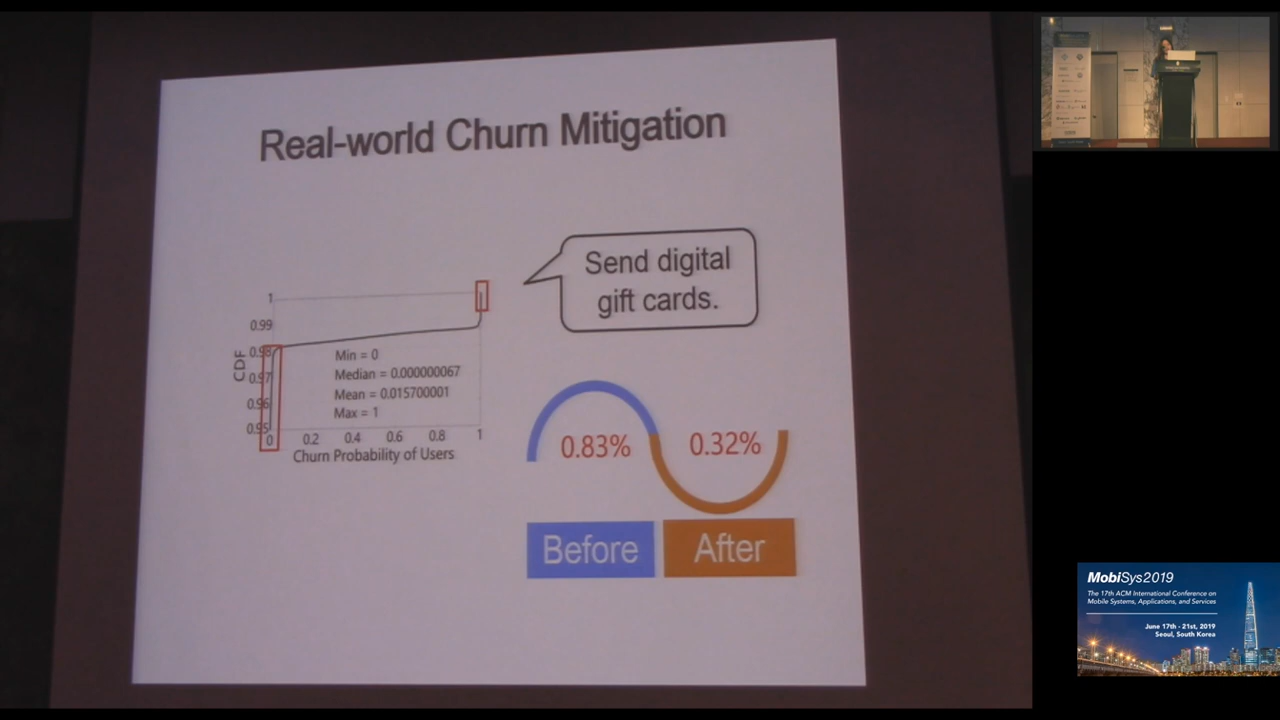 Real-world Churn Mitigation
Send digital
gift cards.
1
0.99
0.98
0.97
0.96
0.95
CDF
Min = 0
Median = 0.000000067
Mean = 0.015700001
Max = 1
0
0.2
0.4
0.6
0.8
1
Churn Probability of Users
0.83%
0.32%
Before
After
MobiSys2019
The 17th ACM International Conference on
Mobile Systems, Applications, and Services
June 17th - 21st, 2019
Seoul, South Korea